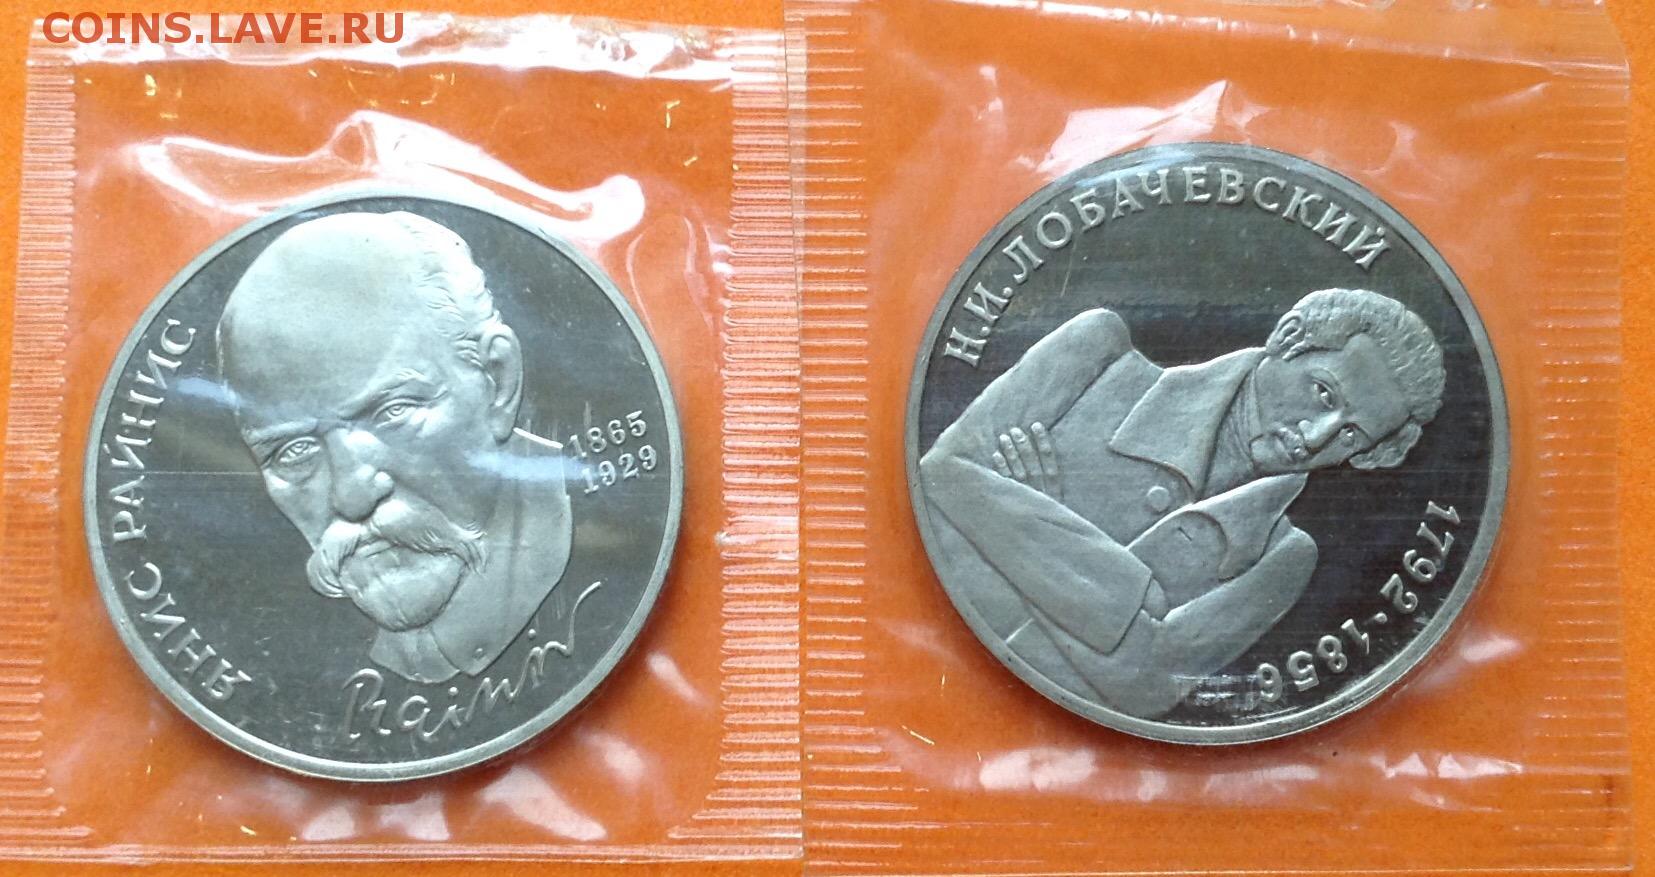 COINS.LAVE.RU
ЯНИС РАЙНИС
1865
1929
Rainis
Н.И.ЛОБАЧЕВСКИЙ
1792·1856